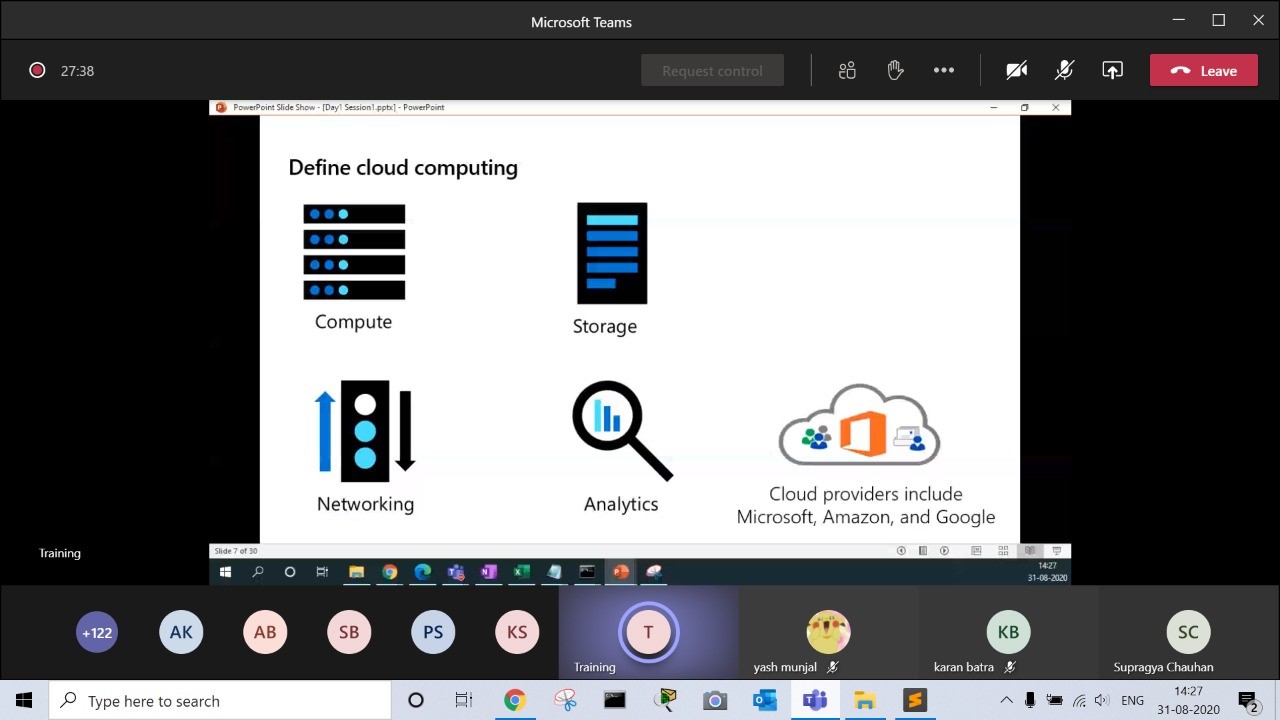 Microsoft Teams
27:38
Request control
Leave
PowerPoint Slide Show - [Day1 Session1.pptx] - PowerPoint
Define cloud computing
Compute
Storage
Networking
Analytics
Cloud providers include
Microsoft, Amazon, and Google
Training
Slide 7 of 30
14:27
31-08-2020
+122
AK
AB
SB
PS
KS
T
Training
yash munjal
KB
karan batra
SC
Supragya Chauhan
Type here to search
ENG
14:27
31-08-2020
2